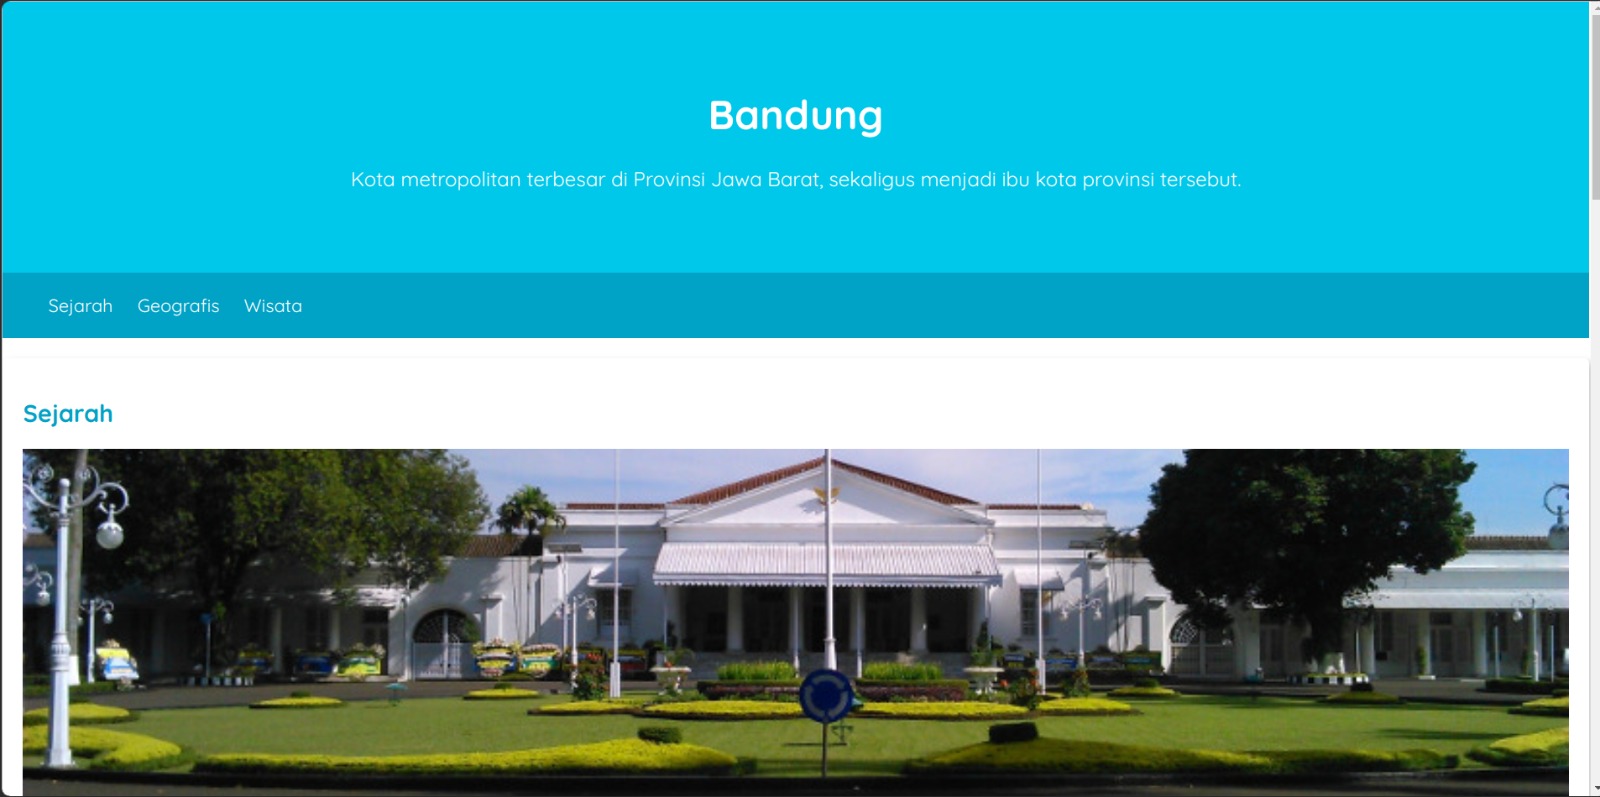 Bandung
Kota metropolitan terbesar di Provinsi Jawa Barat, sekaligus menjadi ibu kota provinsi tersebut.
Sejarah Geografis Wisata
Sejarah